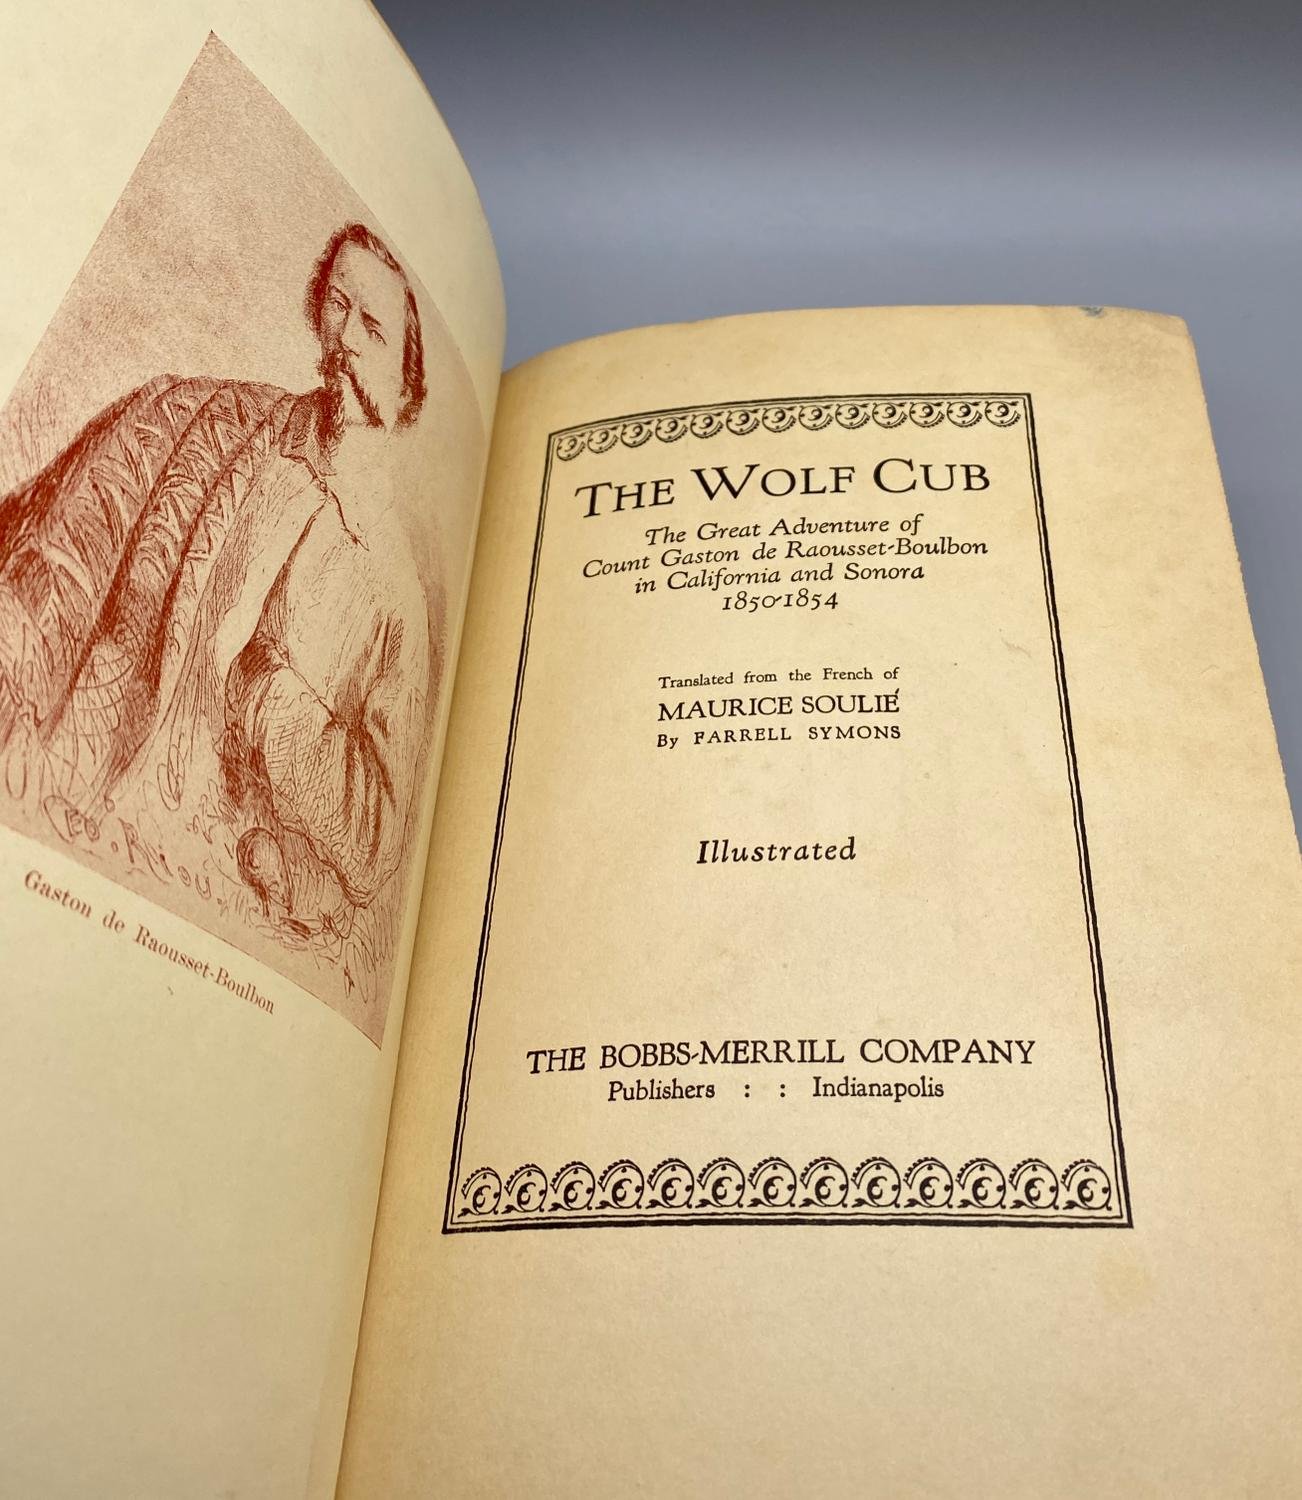 ED. Riou
Gaston de Raousset-Boulbon
THE WOLF CUB
The Great Adventure of
Count Gaston de Raousset-Boulbon
in California and Sonora
1850-1854
Translated from the French of
MAURICE SOULIÉ
By FARRELL SYMONS
Illustrated
THE BOBBS-MERRILL COMPANY
Publishers : : Indianapolis